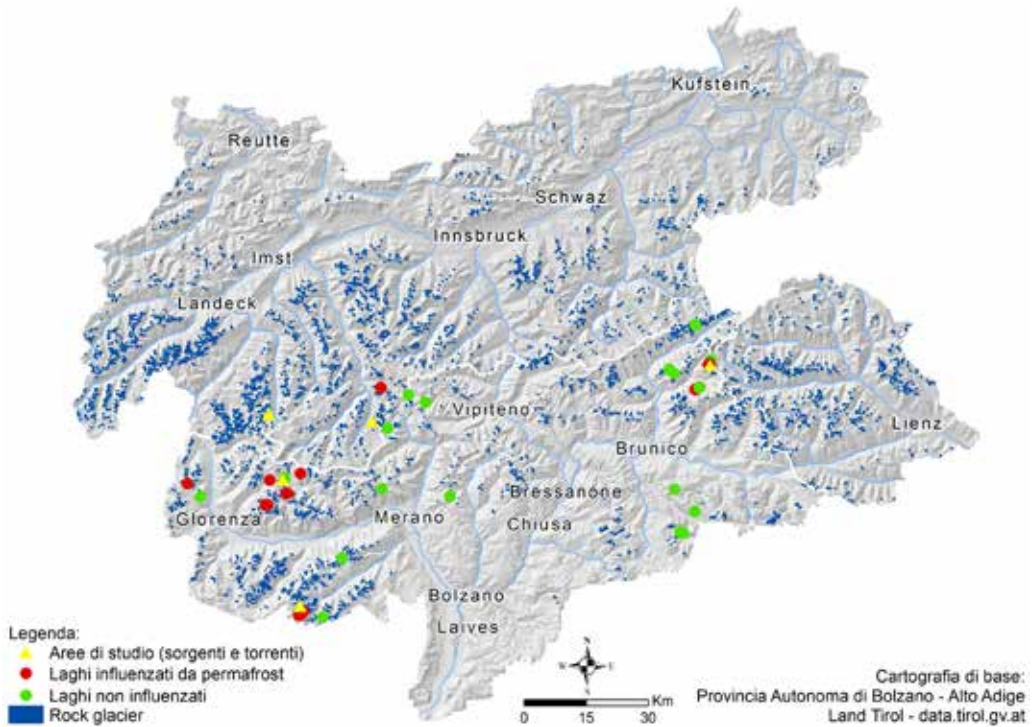 Kufstein
Reutte
Schwaz
Innsbruck
Imst
Landeck
Vipiteno
Lienz
Brunico
Bressanone
Glorenza
Merano
Chiusa
Bolzano
Laives
Legenda:
Aree di studio (sorgenti e torrenti)
Laghi influenzati da permafrost
Laghi non influenzati
Rock glacier
N
W E
S
Km
0 15 30
Cartografia di base:
Provincia Autonoma di Bolzano - Alto Adige
Land Tirol - data.tirol.gv.at